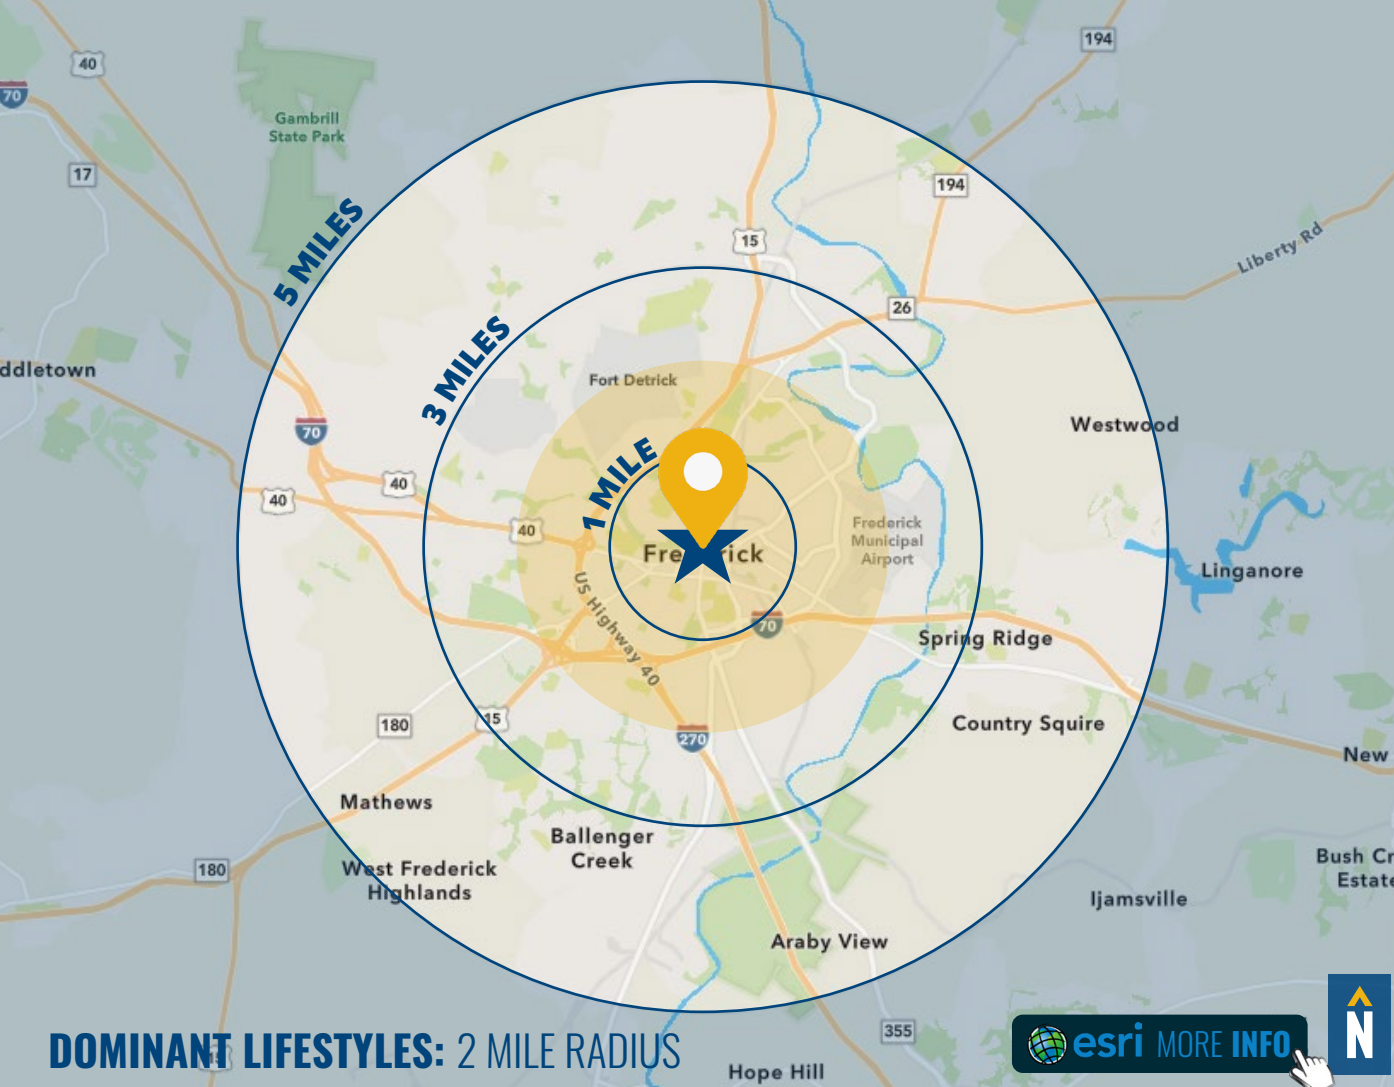 194
40
70
Gambrill
State Park
17
194
5 MILES
15
Liberty Rd
26
3 MILES
ddletown
Fort Detrick
Westwood
70
1 MILE
40
40
40
Frederick
Municipal
Airport
Fre rick
Linganore
US Highway 40
70
Spring Ridge
15
180
Country Squire
270
New
Mathews
Ballenger
Creek
West Frederick
Highlands
180
Bush Cr
Estate
Ijamsville
Araby View
355
N
DOMINANT LIFESTYLES: 2 MILE RADIUS
esri MORE INFO
15
Hope Hill